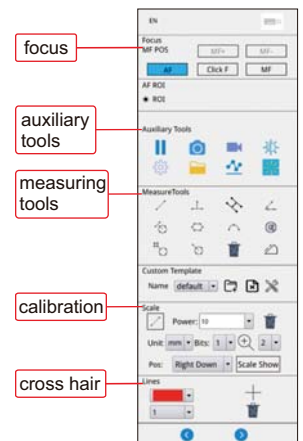 EN
Focus
focus
MF POS
MF+
MF-
AF
Click F
MF
AF ROI
ROI
auxiliary
tools
Auxiliary Tools
measuring
tools
MeasureTools
Custom Template
Name default
calibration
Scale
Power: 10
Unit: mm Bits: 1 2
Pos: Right Down Scale Show
cross hair
Lines
1